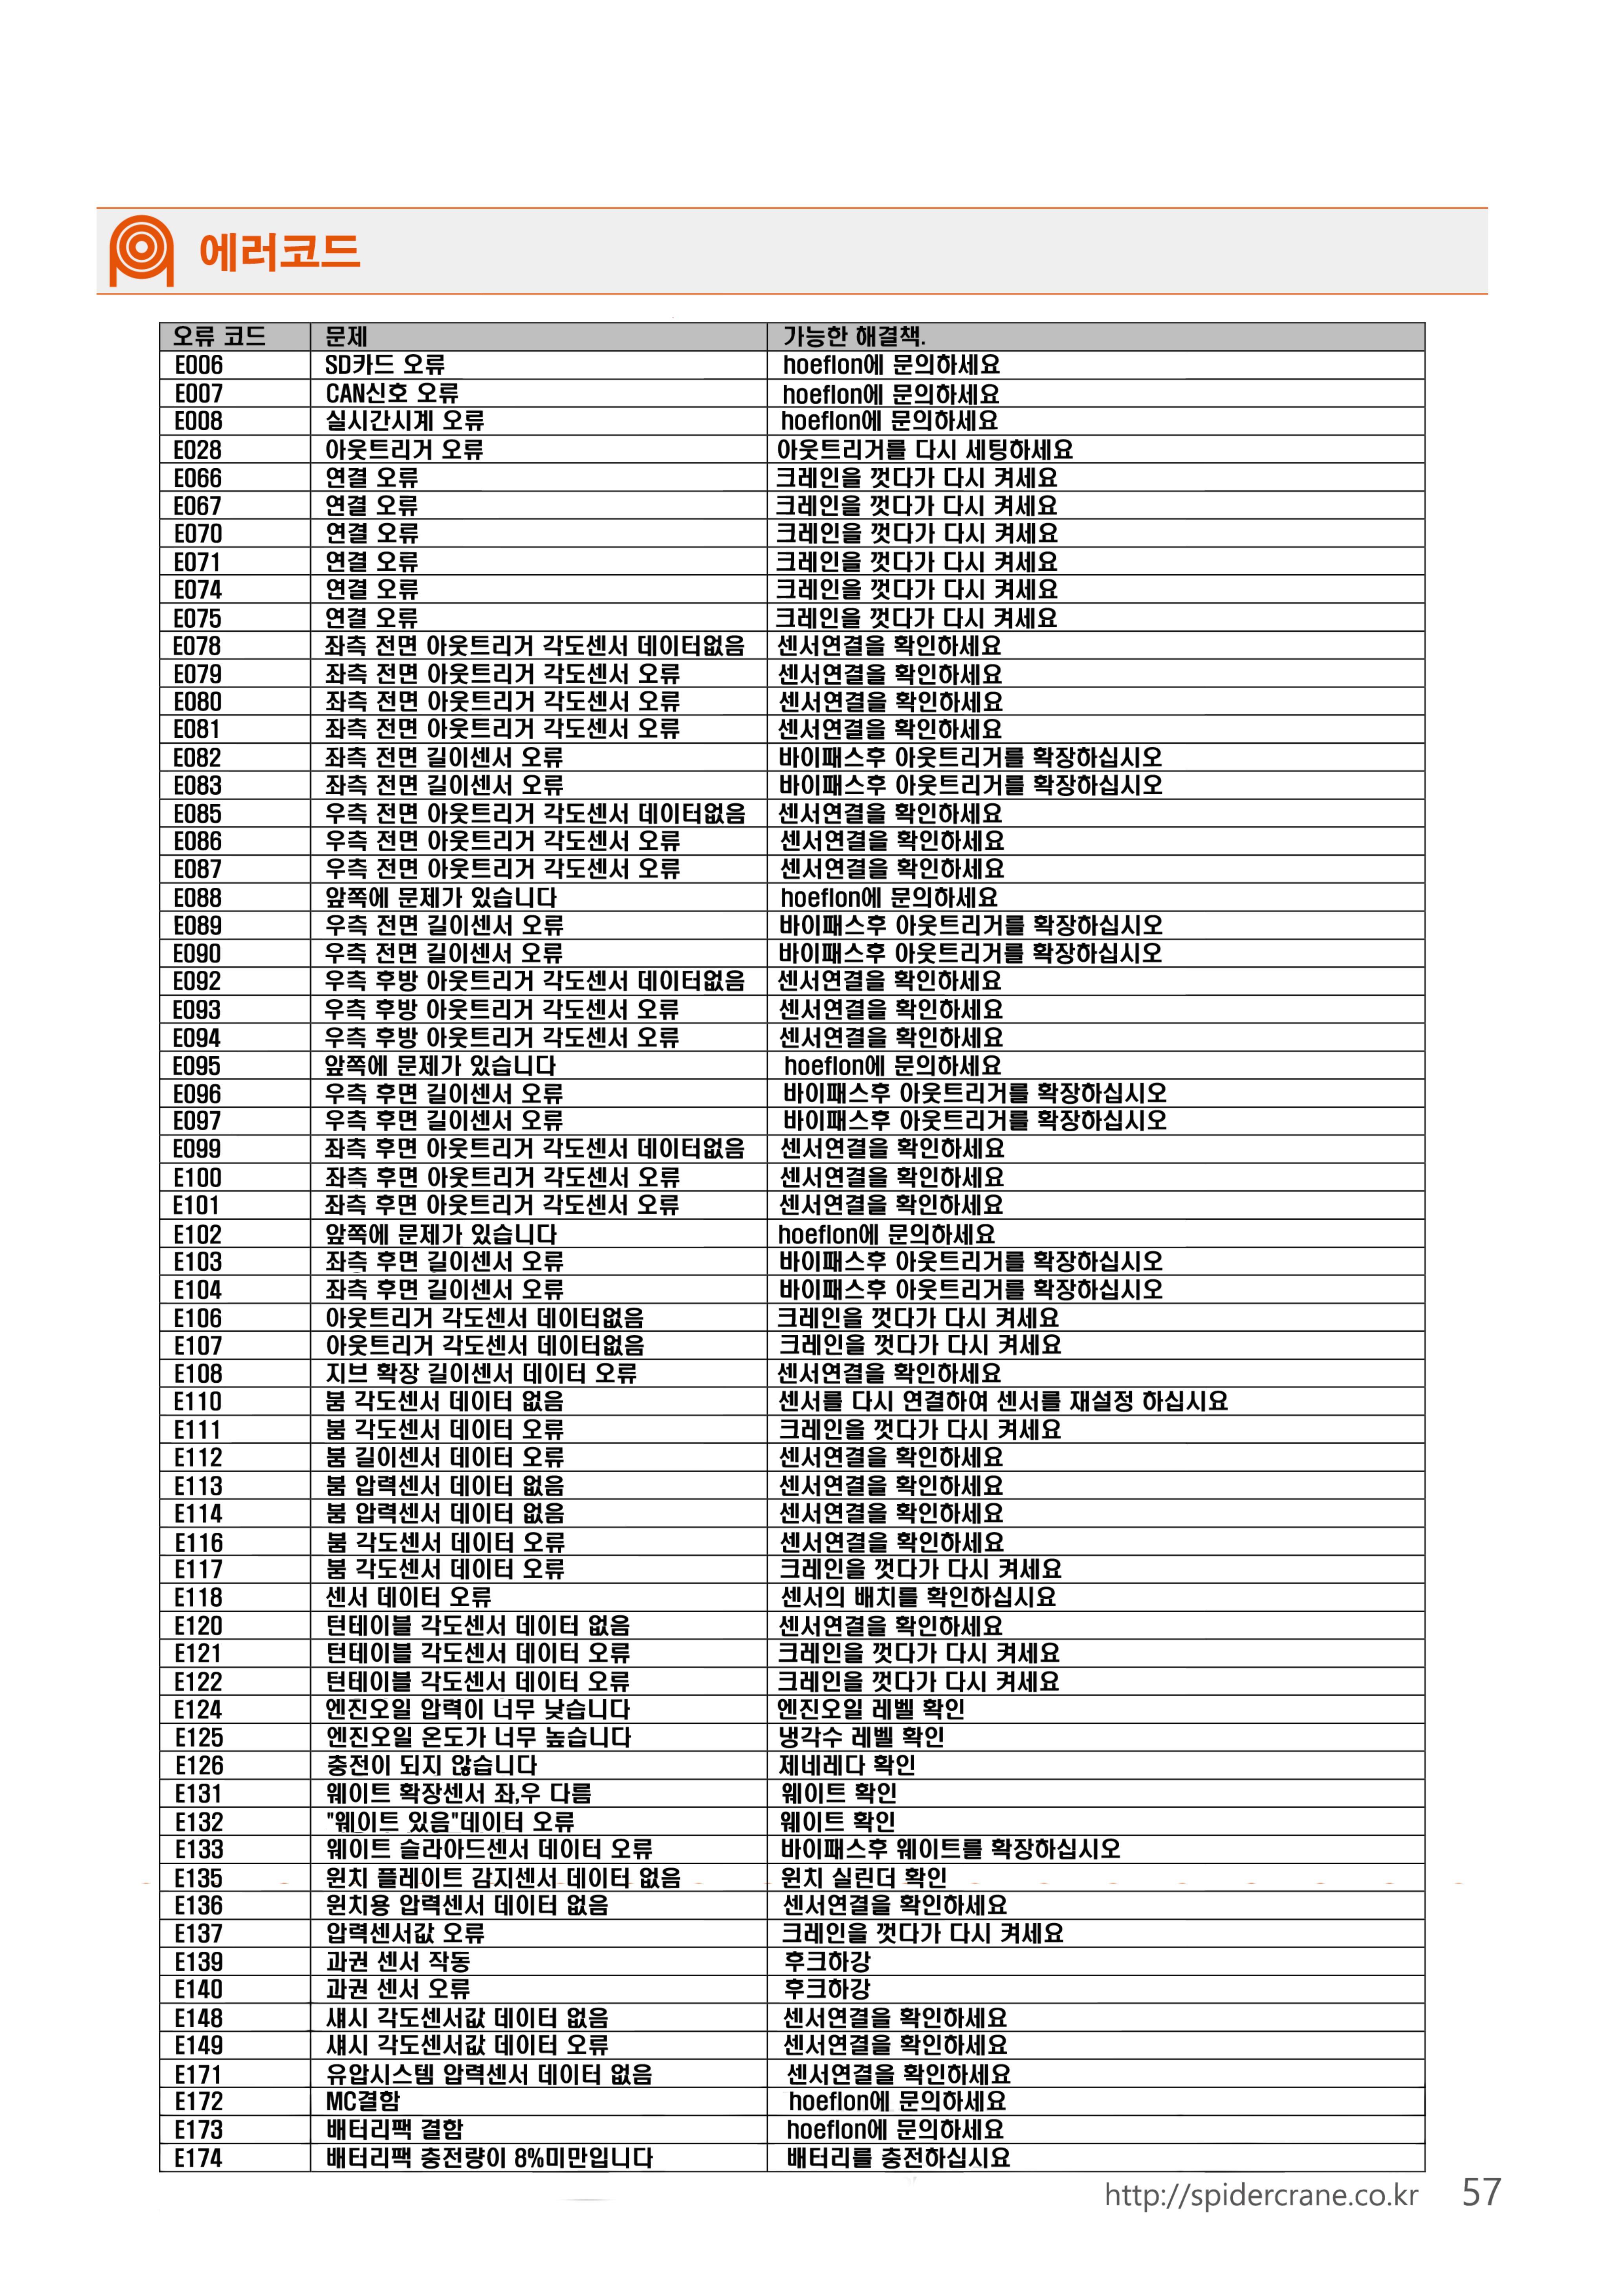 에러코드
오류 코드 문제 가능한 해결책.
E006 SD카드 오류 hoeflon에 문의하세요
E007 CAN신호 오류 hoeflon에 문의하세요
E008 실시간시계 오류 hoeflon에 문의하세요
E028 아웃트리거 오류 아웃트리거를 다시 세팅하세요
E066 연결 오류 크레인을 껏다가 다시 켜세요
E067 연결 오류 크레인을 껏다가 다시 켜세요
E070 연결 오류 크레인을 껏다가 다시 켜세요
E071 연결 오류 크레인을 껏다가 다시 켜세요
E074 연결 오류 크레인을 껏다가 다시 켜세요
E075 연결 오류 크레인을 껏다가 다시 켜세요
E078 좌측 전면 아웃트리거 각도센서 데이터없음 센서연결을 확인하세요
E079 좌측 전면 아웃트리거 각도센서 오류 센서연결을 확인하세요
E080 좌측 전면 아웃트리거 각도센서 오류 센서연결을 확인하세요
E081 좌측 전면 아웃트리거 각도센서 오류 센서연결을 확인하세요
E082 좌측 전면 길이센서 오류 바이패스후 아웃트리거를 확장하십시오
E083 좌측 전면 길이센서 오류 바이패스후 아웃트리거를 확장하십시오
E085 우측 전면 아웃트리거 각도센서 데이터없음 센서연결을 확인하세요
E086 우측 전면 아웃트리거 각도센서 오류 센서연결을 확인하세요
E087 우측 전면 아웃트리거 각도센서 오류 센서연결을 확인하세요
E088 앞쪽에 문제가 있습니다 hoeflon에 문의하세요
E089 우측 전면 길이센서 오류 바이패스후 아웃트리거를 확장하십시오
E090 우측 전면 길이센서 오류 바이패스후 아웃트리거를 확장하십시오
E092 우측 후방 아웃트리거 각도센서 데이터없음 센서연결을 확인하세요
E093 우측 후방 아웃트리거 각도센서 오류 센서연결을 확인하세요
E094 우측 후방 아웃트리거 각도센서 오류 센서연결을 확인하세요
E095 앞쪽에 문제가 있습니다 hoeflon에 문의하세요
E096 우측 후면 길이센서 오류 바이패스후 아웃트리거를 확장하십시오
E097 우측 후면 길이센서 오류 바이패스후 아웃트리거를 확장하십시오
E099 좌측 후면 아웃트리거 각도센서 데이터없음 센서연결을 확인하세요
E100 좌측 후면 아웃트리거 각도센서 오류 센서연결을 확인하세요
E101 좌측 후면 아웃트리거 각도센서 오류 센서연결을 확인하세요
E102 앞쪽에 문제가 있습니다 hoeflon에 문의하세요
E103 좌측 후면 길이센서 오류 바이패스후 아웃트리거를 확장하십시오
E104 좌측 후면 길이센서 오류 바이패스후 아웃트리거를 확장하십시오
E106 아웃트리거 각도센서 데이터없음 크레인을 껏다가 다시 켜세요
E107 아웃트리거 각도센서 데이터없음 크레인을 껏다가 다시 켜세요
E108 지브 확장 길이센서 데이터 오류 센서연결을 확인하세요
E110 붐 각도센서 데이터 없음 센서를 다시 연결하여 센서를 재설정 하십시요
E111 붐 각도센서 데이터 오류 크레인을 껏다가 다시 켜세요
E112 붐 길이센서 데이터 오류 센서연결을 확인하세요
E113 붐 압력센서 데이터 없음 센서연결을 확인하세요
E114 붐 압력센서 데이터 없음 센서연결을 확인하세요
E116 붐 각도센서 데이터 오류 센서연결을 확인하세요
E117 붐 각도센서 데이터 오류 크레인을 껏다가 다시 켜세요
E118 센서 데이터 오류 센서의 배치를 확인하십시요
E120 턴테이블 각도센서 데이터 없음 센서연결을 확인하세요
E121 턴테이블 각도센서 데이터 오류 크레인을 껏다가 다시 켜세요
E122 턴테이블 각도센서 데이터 오류 크레인을 껏다가 다시 켜세요
E124 엔진오일 압력이 너무 낮습니다 엔진오일 레벨 확인
E125 엔진오일 온도가 너무 높습니다 냉각수 레벨 확인
E126 충전이 되지 않습니다 제네레다 확인
E131 웨이트 확장센서 좌,우 다름 웨이트 확인
E132 "웨이트 있음"데이터 오류 웨이트 확인
E133 웨이트 슬라아드센서 데이터 오류 바이패스후 웨이트를 확장하십시오
E135 윈치 플레이트 감지센서 데이터 없음 윈치 실린더 확인
E136 윈치용 압력센서 데이터 없음 센서연결을 확인하세요
E137 압력센서값 오류 크레인을 껏다가 다시 켜세요
E139 과권 센서 작동 후크하강
E140 과권 센서 오류 후크하강
E148 섀시 각도센서값 데이터 없음 센서연결을 확인하세요
E149 섀시 각도센서값 데이터 오류 센서연결을 확인하세요
E171 유압시스템 압력센서 데이터 없음 센서연결을 확인하세요
E172 MC결함 hoeflon에 문의하세요
E173 배터리팩 결함 hoeflon에 문의하세요
E174 배터리팩 충전량이 8%미만입니다 배터리를 충전하십시요
http://spidercrane.co.kr 57